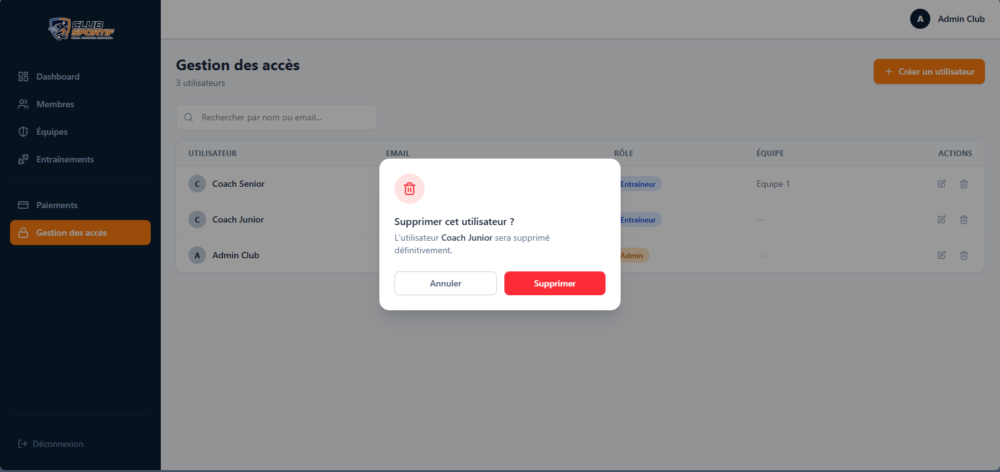 CLUB
SPORTIF
A Admin Club
Dashboard
Membres
Équipes
Entraînements
Paiements
Gestion des accès
Déconnexion
Gestion des accès
3 utilisateurs
+ Créer un utilisateur
Rechercher par nom ou email...
UTILISATEUR EMAIL RÔLE ÉQUIPE ACTIONS
C Coach Senior Entraîneur Equipe 1
C Coach Junior Entraîneur —
A Admin Club Admin —
Supprimer cet utilisateur ?
L'utilisateur Coach Junior sera supprimé
définitivement.
Annuler Supprimer